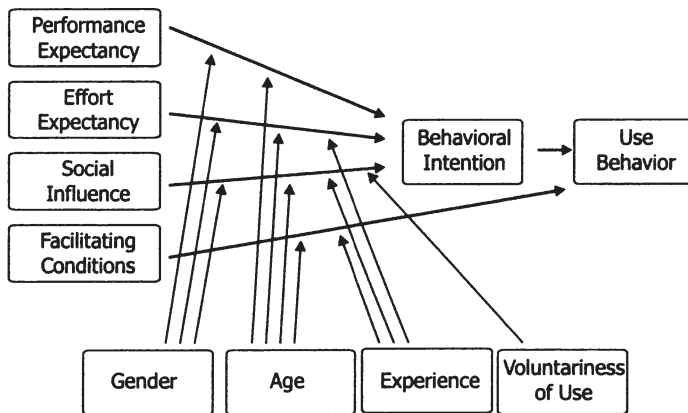 Performance
Expectancy
Effort
Expectancy
Social
Influence
Facilitating
Conditions
Behavioral
Intention
Use
Behavior
Gender
Age
Experience
Voluntariness
of Use